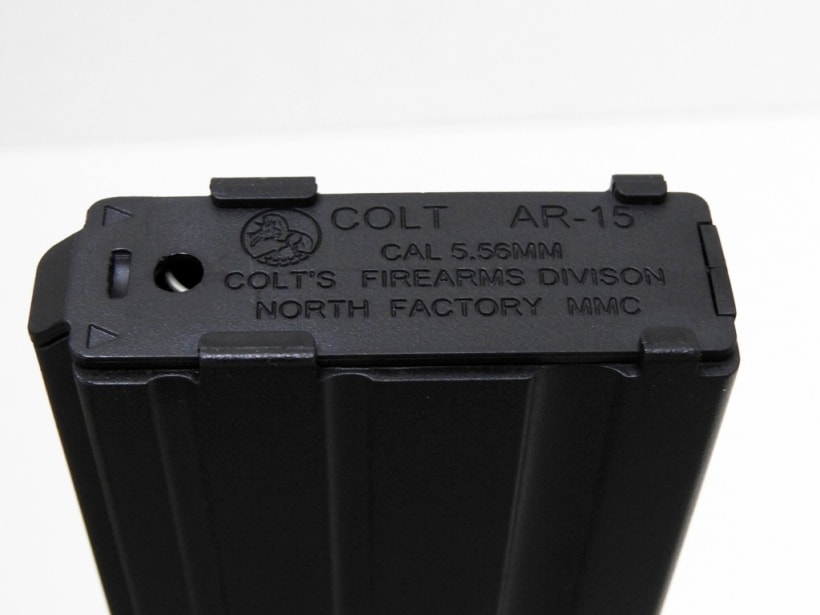 COLT AR-15
CAL 5.56MM
COLT'S FIREARMS DIVISON
NORTH FACTORY MMC